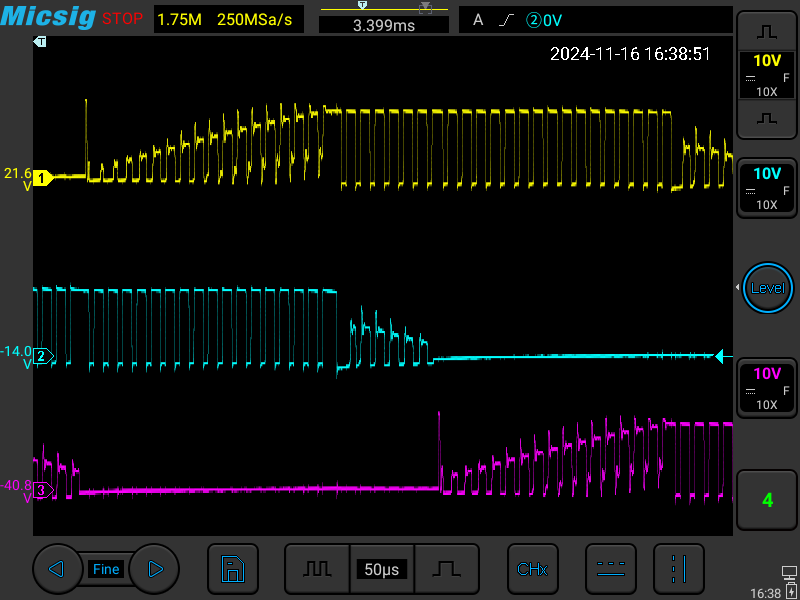 Micsig STOP 1.75M 250MSa/s T 3.399ms A ②0V
T
2024-11-16 16:38:51
10V
F
10X
21.6
V
1
10V
F
10X
Level
-14.0
V
2
10V
F
10X
-40.8
V
3
4
Fine
50μs
CHx
16:38